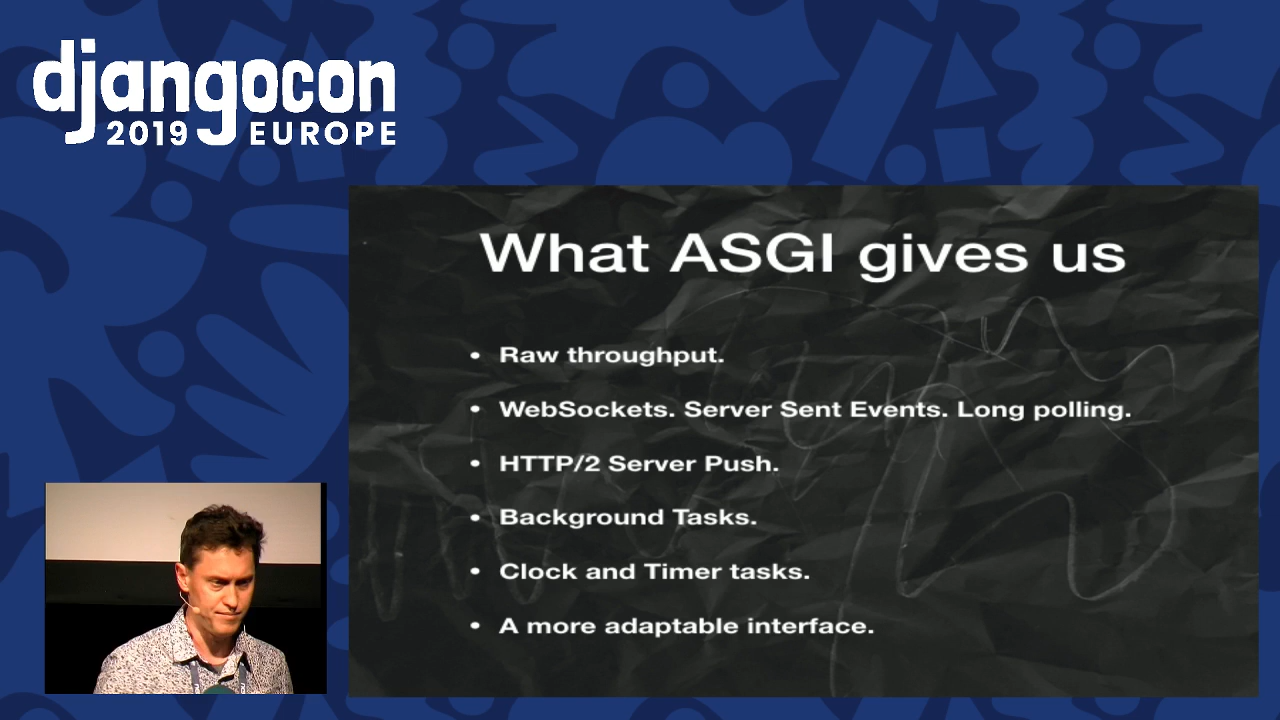 djangocon
2019 EUROPE
What ASGI gives us
• Raw throughput.
• WebSockets. Server Sent Events. Long polling.
• HTTP/2 Server Push.
• Background Tasks.
• Clock and Timer tasks.
• A more adaptable interface.